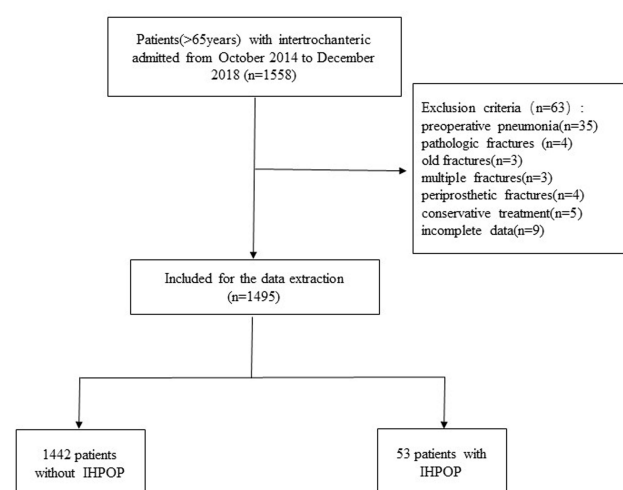 Patients(>65years) with intertrochanteric
admitted from October 2014 to December
2018 (n=1558)
Exclusion criteria (n=63) :
preoperative pneumonia(n=35)
pathologic fractures (n=4)
old fractures(n=3)
multiple fractures(n=3)
periprosthetic fractures(n=4)
conservative treatment(n=5)
incomplete data(n=9)
Included for the data extraction
(n=1495)
1442 patients
without IHPOP
53 patients with
IHPOP